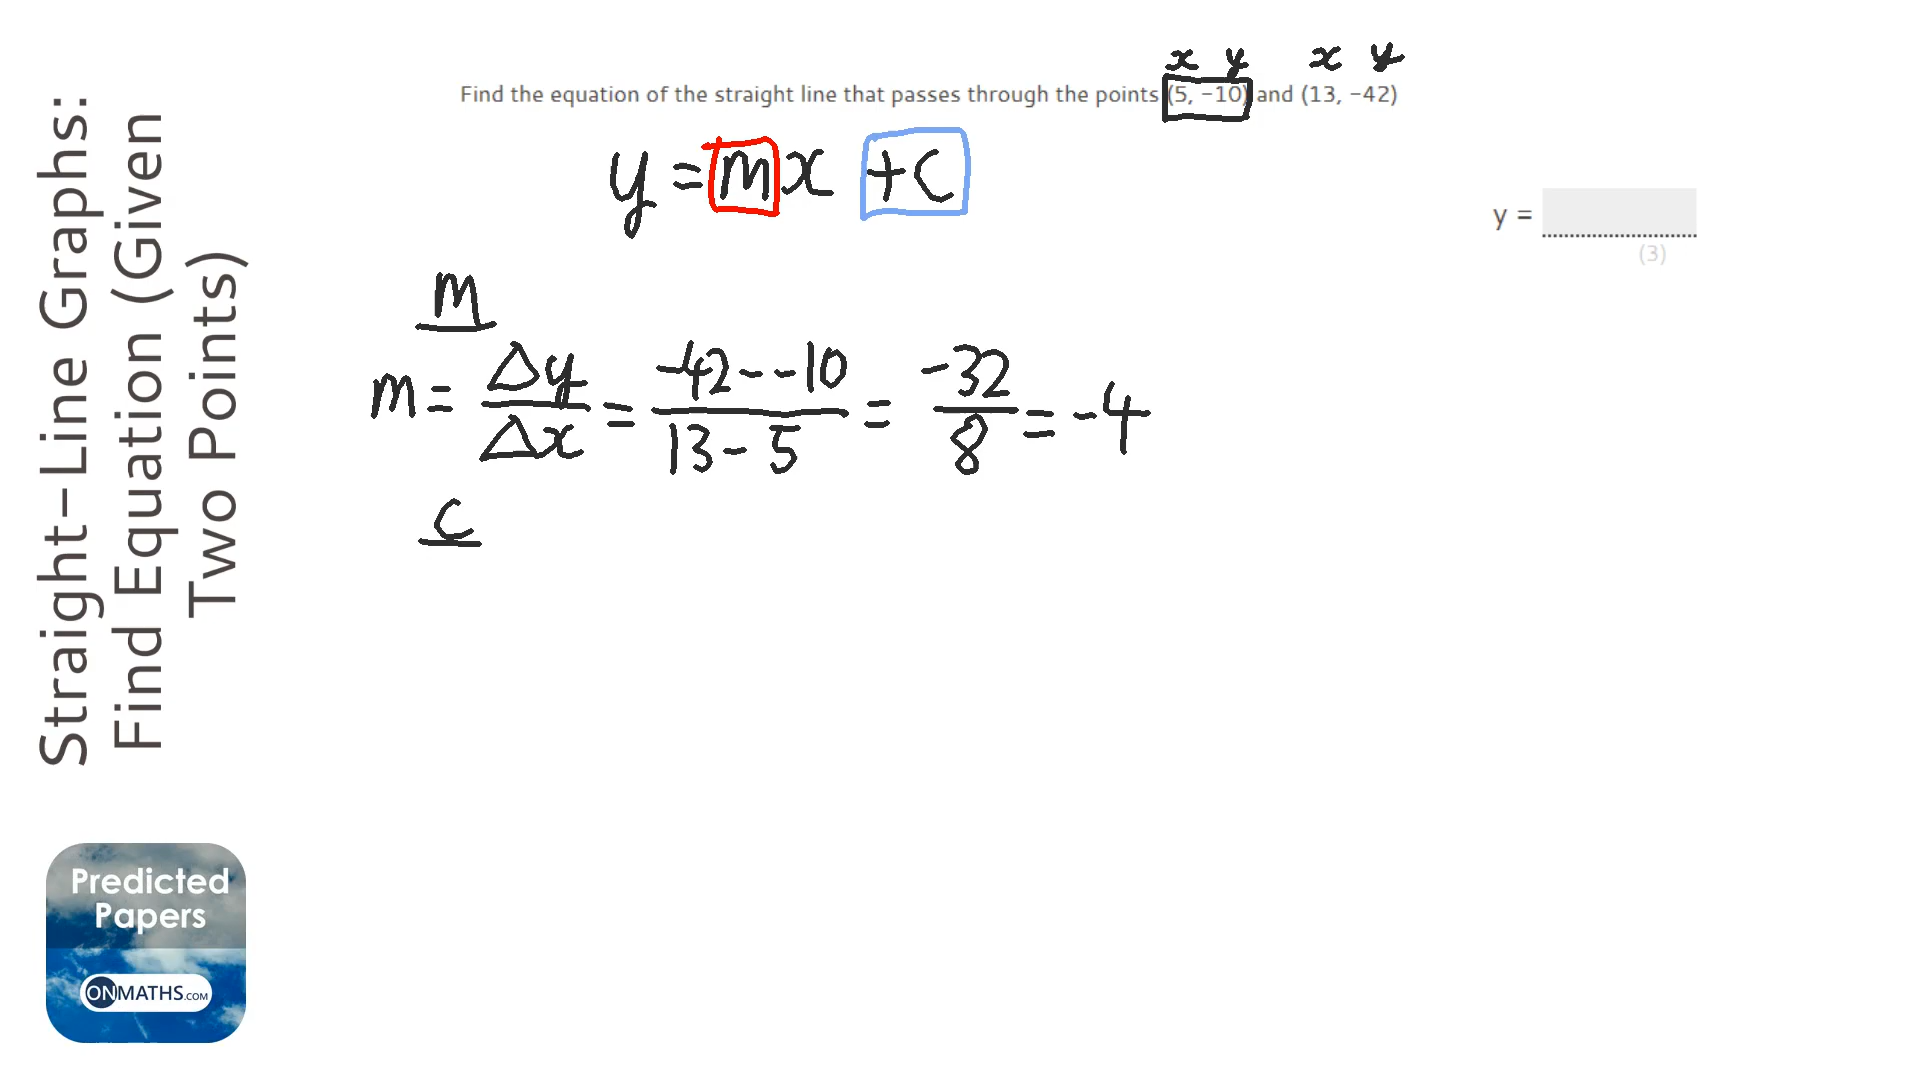 Straight-Line Graphs:
Find Equation (Given
Two Points)
x y x y
Find the equation of the straight line that passes through the points (5, −10) and (13, −42)
y = mx + c
y =
(3)
m
m = Δy/Δx = -42--10/13-5 = -32/8 = -4
c
Predicted
Papers
ONMATHS.COM